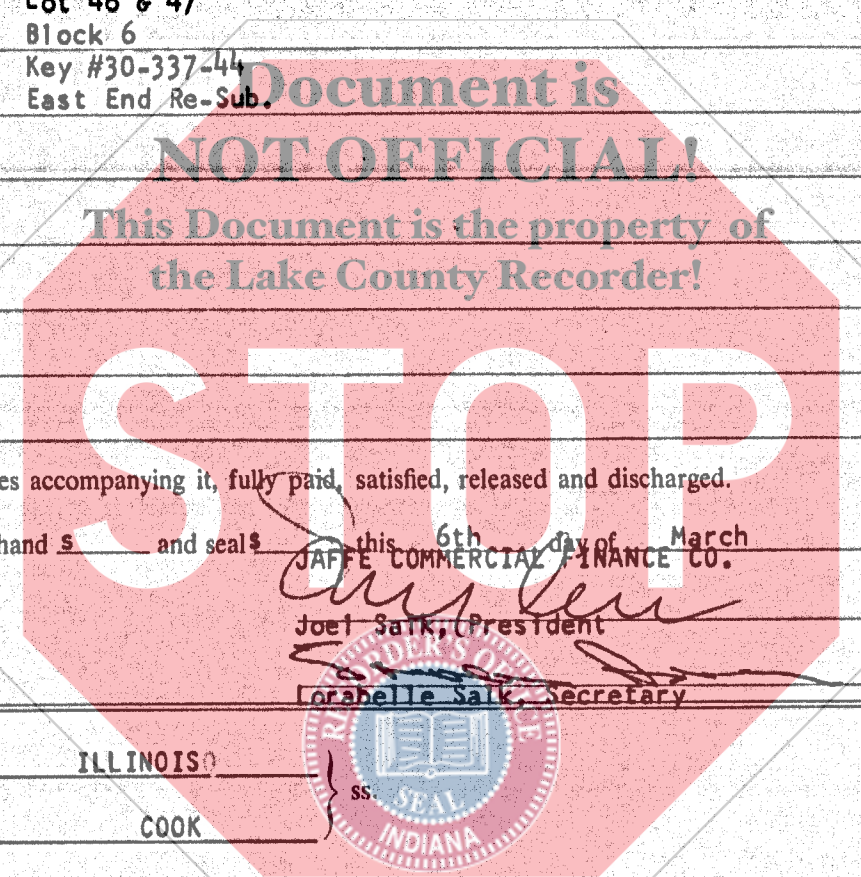 Lot 46 & 47
Block 6
Key #30-337-44
East End Re-Sub.
Document is
NOT OFFICIAL!
This Document is the property of
the Lake County Recorder!
STOP
es accompanying it, fully paid, satisfied, released and discharged.
hand s and seal s this 6th day of March
JAFFE COMMERCIAL FINANCE CO.
Joel Salk, President
Lorabelle Salk, Secretary
RECORDER'S OFFICE
SEAL
INDIANA
ILLINOIS
ss.
COOK